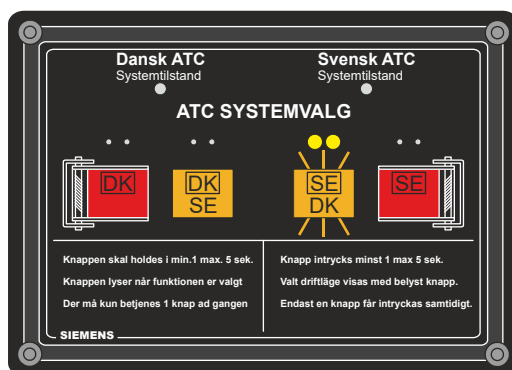 Dansk ATC
Systemtilstand
Svensk ATC
Systemtilstand
ATC SYSTEMVALG
DK
DK
SE
SE
DK
SE
Knappen skal holdes i min.1 max. 5 sek.
Knappen lyser når funktionen er valgt
Der må kun betjenes 1 knap ad gangen
Knapp intrycks minst 1 max 5 sek.
Valt driftläge visas med belyst knapp.
Endast en knapp får intryckas samtidigt.
SIEMENS